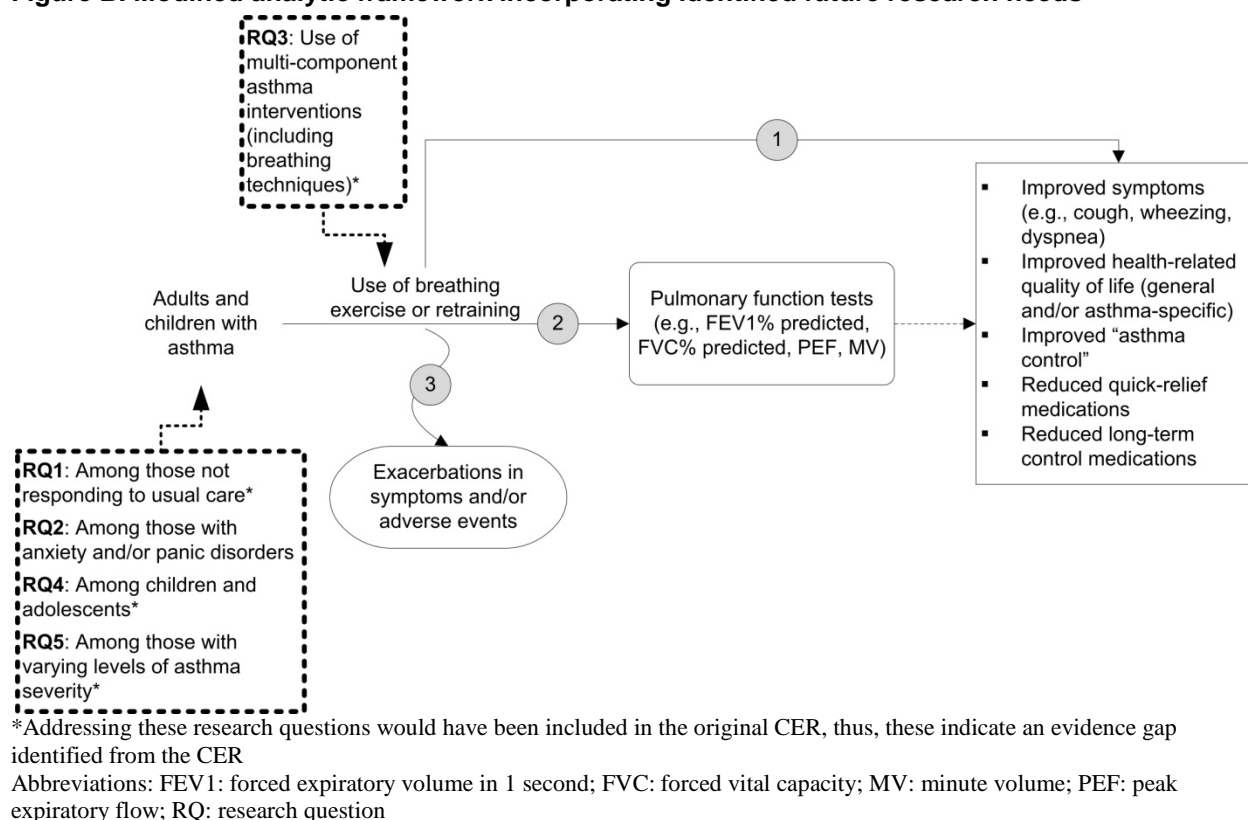 Figure B. Modified analytic framework incorporating identified future research needs
RQ3: Use of
multi-component
asthma
interventions
(including
breathing
techniques)*
1
Improved symptoms
(e.g., cough, wheezing,
dyspnea)
Improved health-related
quality of life (general
and/or asthma-specific)
Improved “asthma
control”
Reduced quick-relief
medications
Reduced long-term
control medications
Adults and
children with
asthma
Use of breathing
exercise or retraining
2
Pulmonary function tests
(e.g., FEV1% predicted,
FVC% predicted, PEF, MV)
3
Exacerbations in
symptoms and/or
adverse events
RQ1: Among those not
responding to usual care*
RQ2: Among those with
anxiety and/or panic disorders
RQ4: Among children and
adolescents*
RQ5: Among those with
varying levels of asthma
severity*
*Addressing these research questions would have been included in the original CER, thus, these indicate an evidence gap
identified from the CER
Abbreviations: FEV1: forced expiratory volume in 1 second; FVC: forced vital capacity; MV: minute volume; PEF: peak
expiratory flow; RQ: research question